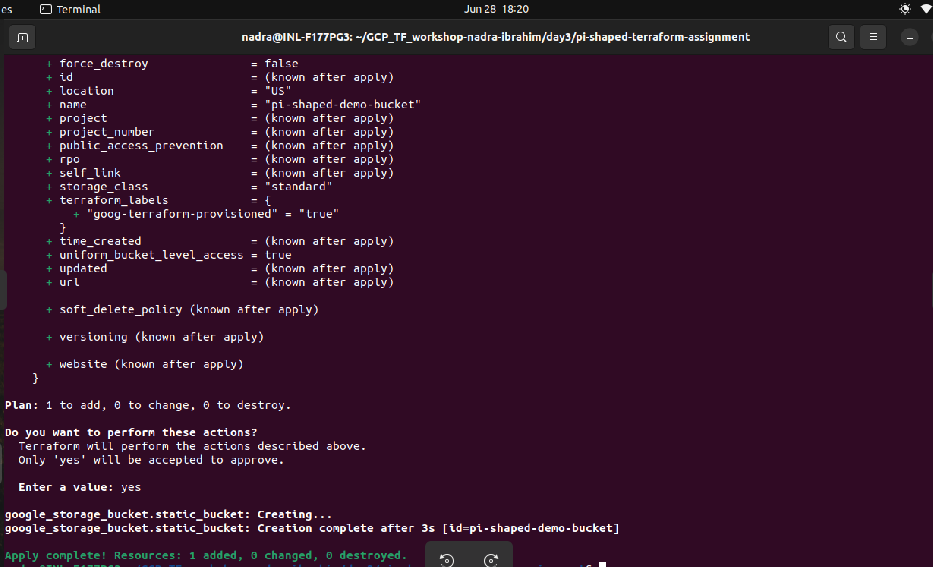 es Terminal Jun 28 18:20
nadra@INL-F177PG3: ~/GCP_TF_workshop-nadra-ibrahim/day3/pi-shaped-terraform-assignment
+ force_destroy = false
+ id = (known after apply)
+ location = "US"
+ name = "pi-shaped-demo-bucket"
+ project = (known after apply)
+ project_number = (known after apply)
+ public_access_prevention = (known after apply)
+ rpo = (known after apply)
+ self_link = (known after apply)
+ storage_class = "standard"
+ terraform_labels = {
+ "goog-terraform-provisioned" = "true"
}
+ time_created = (known after apply)
+ uniform_bucket_level_access = true
+ updated = (known after apply)
+ url = (known after apply)
+ soft_delete_policy (known after apply)
+ versioning (known after apply)
+ website (known after apply)
}
Plan: 1 to add, 0 to change, 0 to destroy.
Do you want to perform these actions?
Terraform will perform the actions described above.
Only 'yes' will be accepted to approve.
Enter a value: yes
google_storage_bucket.static_bucket: Creating...
google_storage_bucket.static_bucket: Creation complete after 3s [id=pi-shaped-demo-bucket]
Apply complete! Resources: 1 added, 0 changed, 0 destroyed.